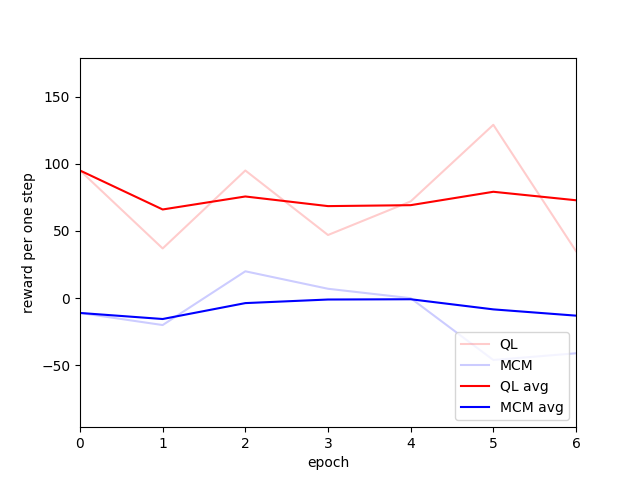 reward per one step
150
100
50
0
−50
QL
MCM
QL avg
MCM avg
0 1 2 3 4 5 6
epoch